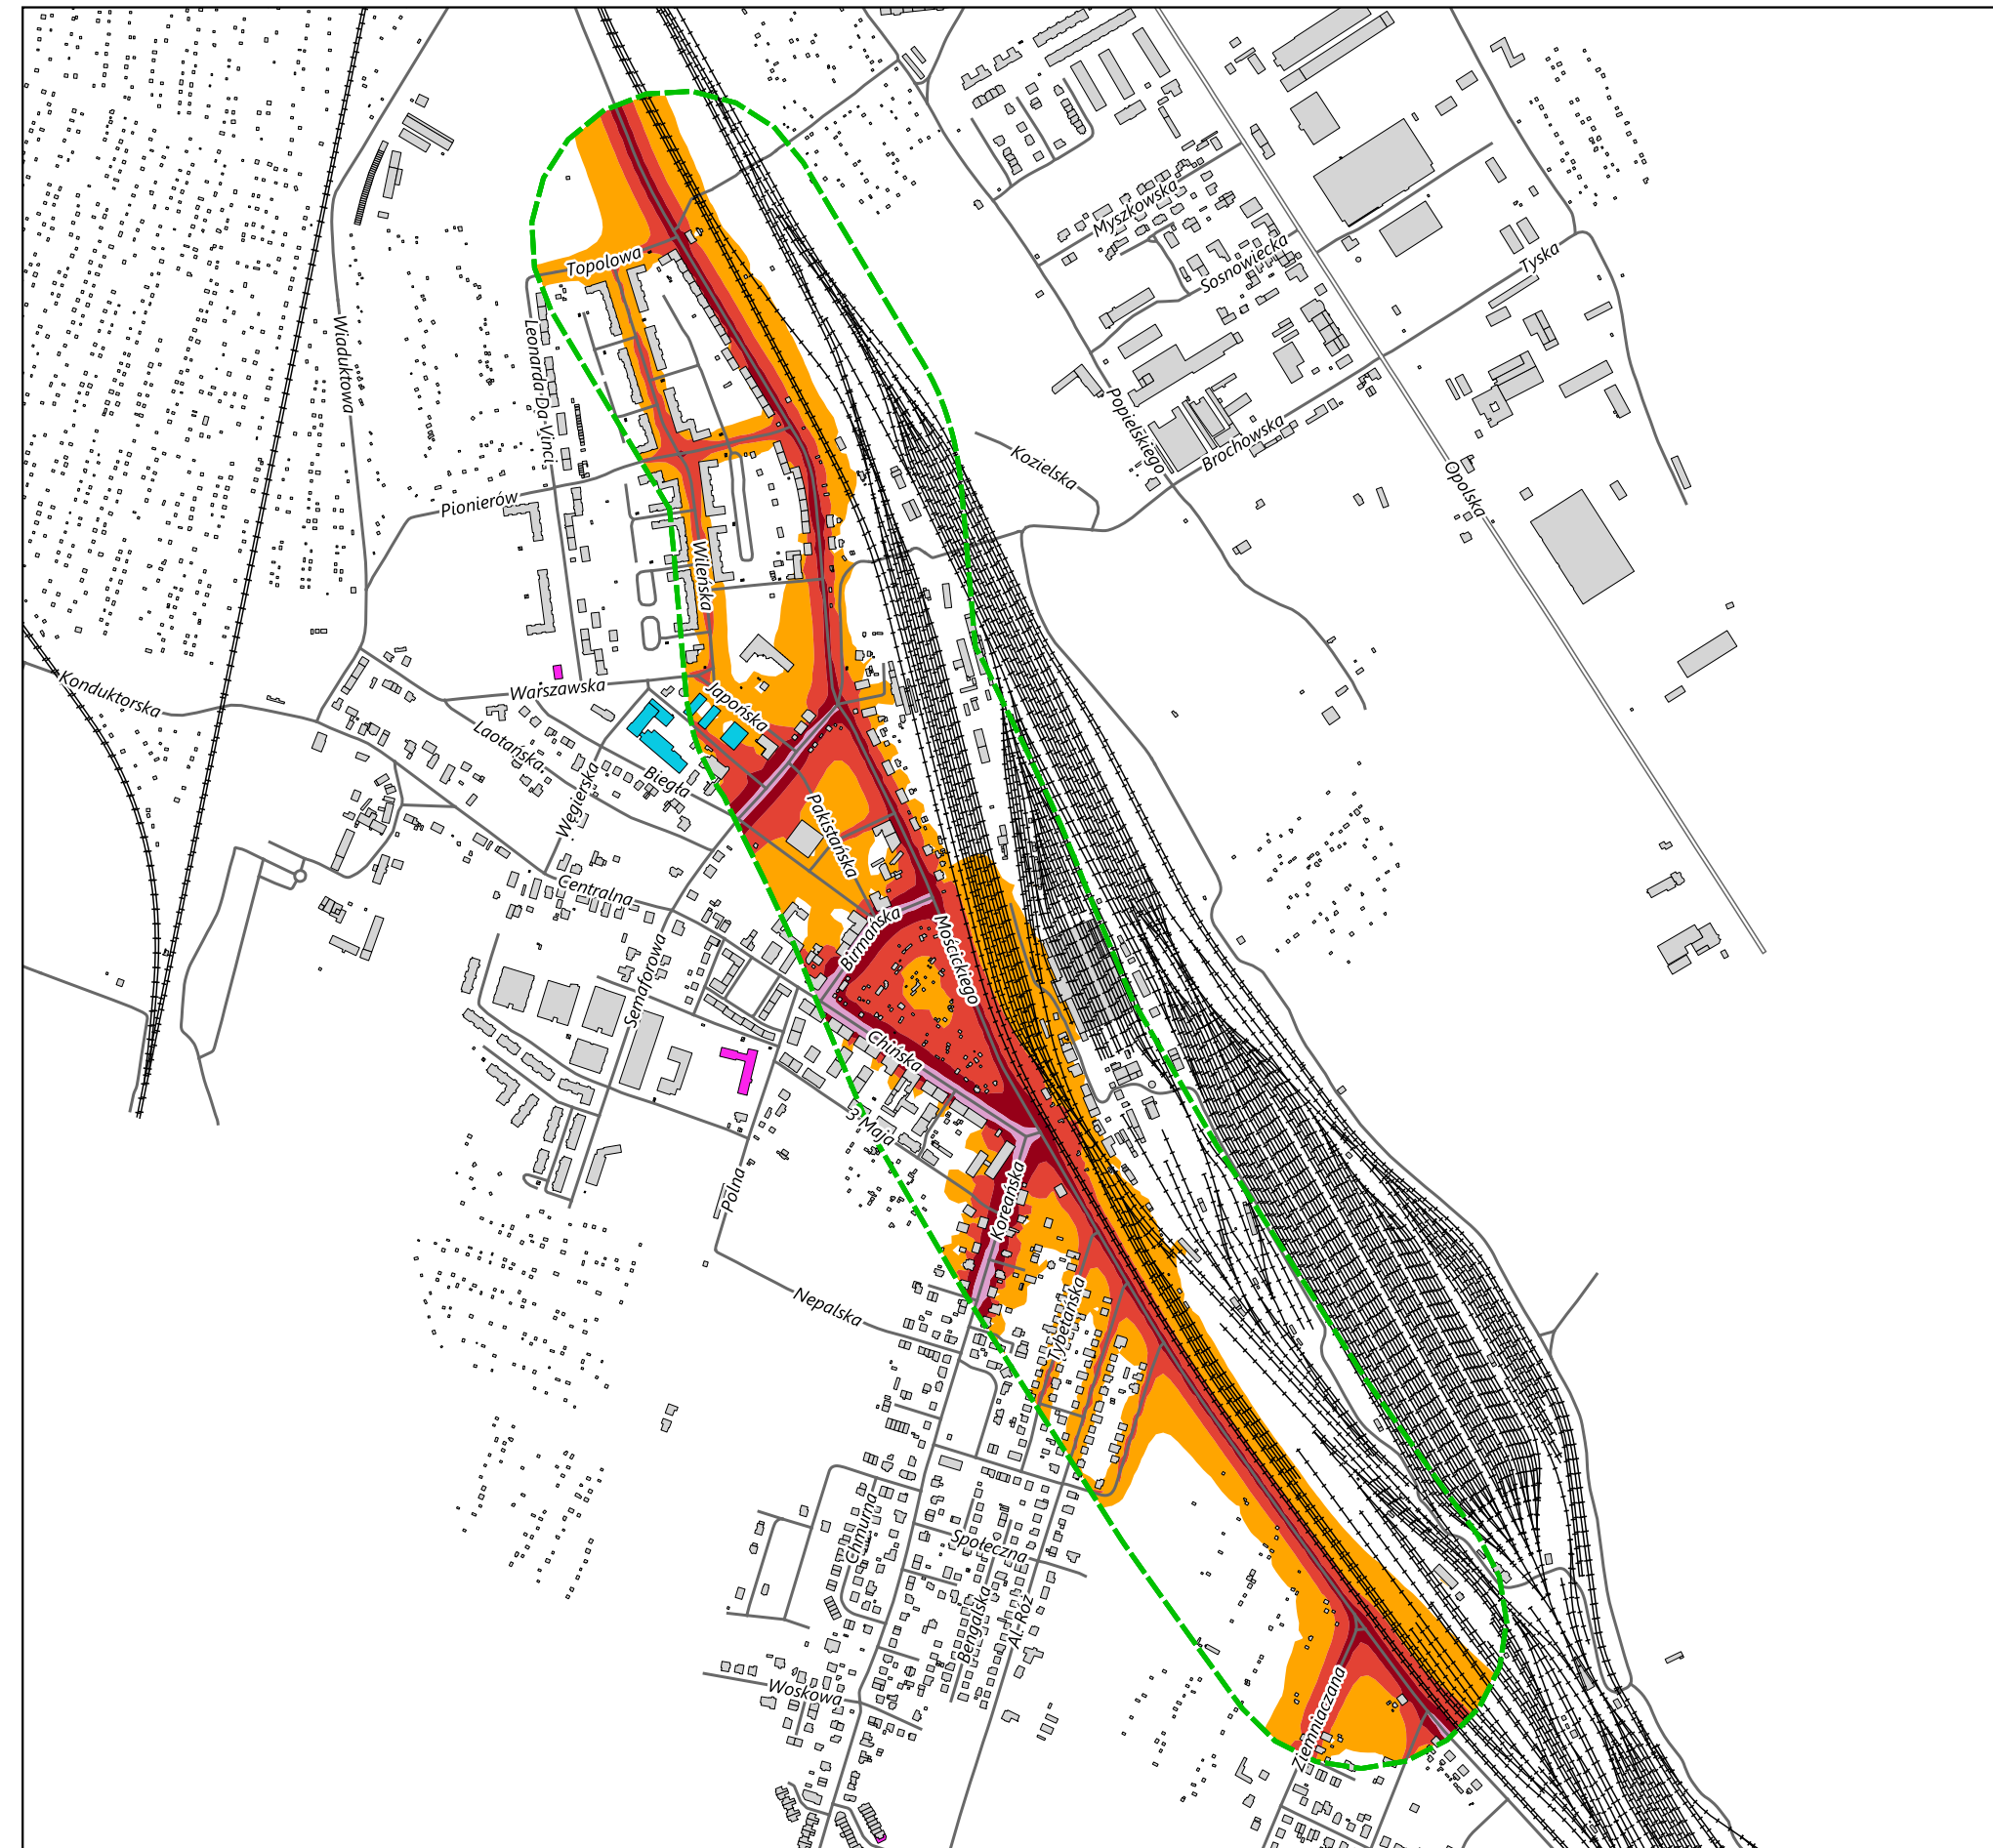 Myszkowska
Topolowa
Sosnowiecka
Tyska
Wiaduktowa
Leonarda Da Vinci
Popielskiego
Brochowska
Kozielska
Opolska
Pionierów
Wileńska
Konduktorska
Warszawska
Japońska
Laotańska
Biegła
Węgierska
Pakistańska
Centralna
Birmańska
Mościckiego
Semaforowa
Chińska
3 Maja
Polna
Koreańska
Nepalska
Tybetańska
Chmurna
Społeczna
Bengalska
Al. Róż
Woskowa
Ziemniaczana